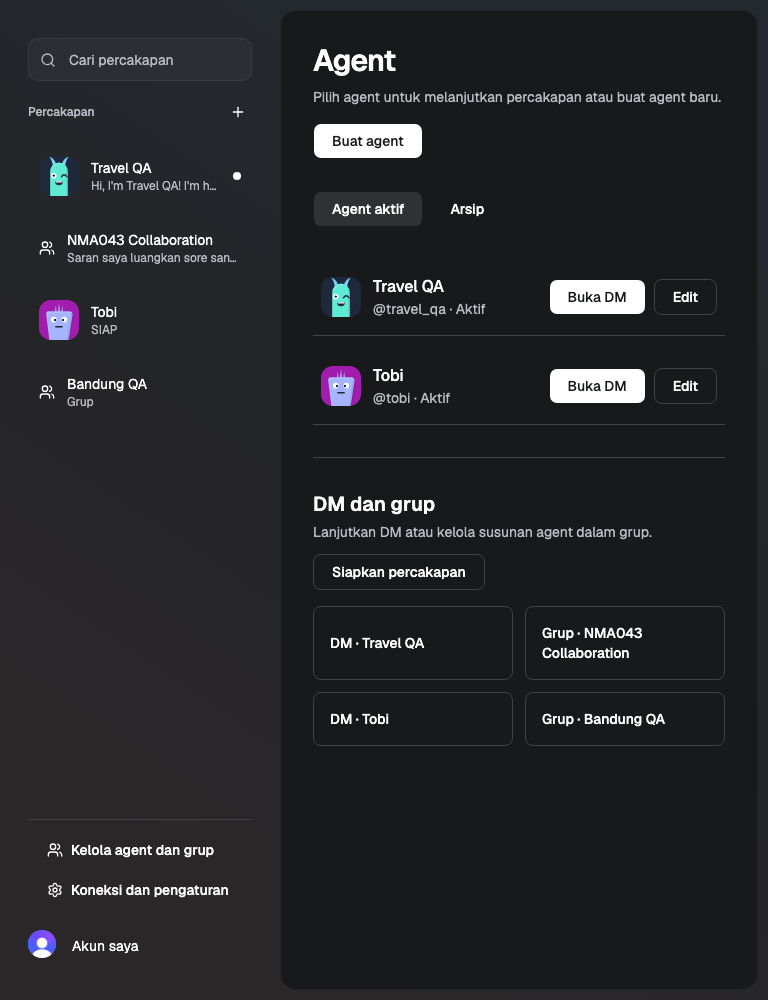 Cari percakapan
Percakapan
Travel QA
Hi, I'm Travel QA! I'm h...
NMA043 Collaboration
Saran saya luangkan sore san...
Tobi
SIAP
Bandung QA
Grup
Kelola agent dan grup
Koneksi dan pengaturan
Akun saya
Agent
Pilih agent untuk melanjutkan percakapan atau buat agent baru.
Buat agent
Agent aktif
Arsip
Travel QA
@travel_qa · Aktif
Buka DM
Edit
Tobi
@tobi · Aktif
Buka DM
Edit
DM dan grup
Lanjutkan DM atau kelola susunan agent dalam grup.
Siapkan percakapan
DM · Travel QA
Grup · NMA043
Collaboration
DM · Tobi
Grup · Bandung QA